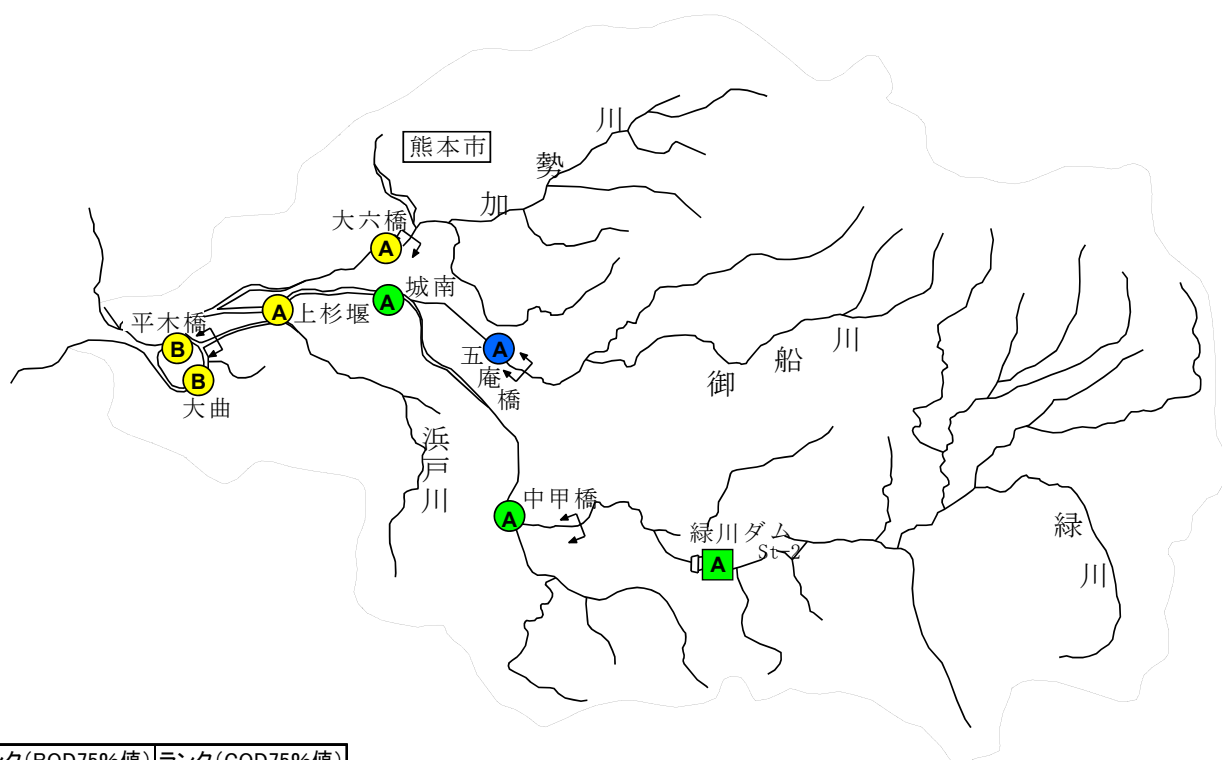 川
勢
加
熊本市
大六橋
A
城南
A
A
上杉堰
平木橋
B
B
大曲
A
五庵橋
御船川
浜戸川
中甲橋
A
緑川ダム
St-2
A
緑川
ク(BOD75%値) ランク(COD75%値)